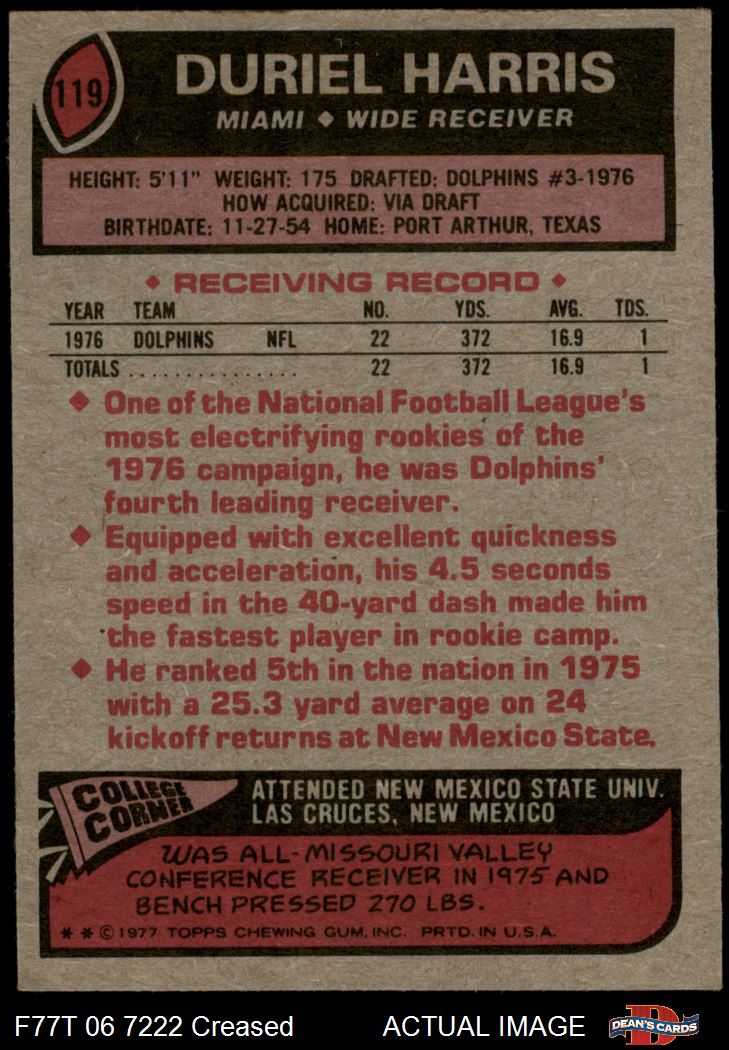 119
DURIEL HARRIS
MIAMI ◆ WIDE RECEIVER
HEIGHT: 5'11" WEIGHT: 175 DRAFTED: DOLPHINS #3-1976
HOW ACQUIRED: VIA DRAFT
BIRTHDATE: 11-27-54 HOME: PORT ARTHUR, TEXAS
◆ RECEIVING RECORD ◆
YEAR TEAM NO. YDS. AVG. TDS.
1976 DOLPHINS NFL 22 372 16.9 1
TOTALS . . . . . . . . . . . . . . . 22 372 16.9 1
◆ One of the National Football League's
most electrifying rookies of the
1976 campaign, he was Dolphins'
fourth leading receiver.
◆ Equipped with excellent quickness
and acceleration, his 4.5 seconds
speed in the 40-yard dash made him
the fastest player in rookie camp.
◆ He ranked 5th in the nation in 1975
with a 25.3 yard average on 24
kickoff returns at New Mexico State.
COLLEGE
CORNER
ATTENDED NEW MEXICO STATE UNIV.
LAS CRUCES, NEW MEXICO
WAS ALL-MISSOURI VALLEY
CONFERENCE RECEIVER IN 1975 AND
BENCH PRESSED 270 LBS.
* * © 1977 TOPPS CHEWING GUM, INC. PRTD. IN U.S.A.
F77T 06 7222 Creased ACTUAL IMAGE
D
DEAN'S CARDS